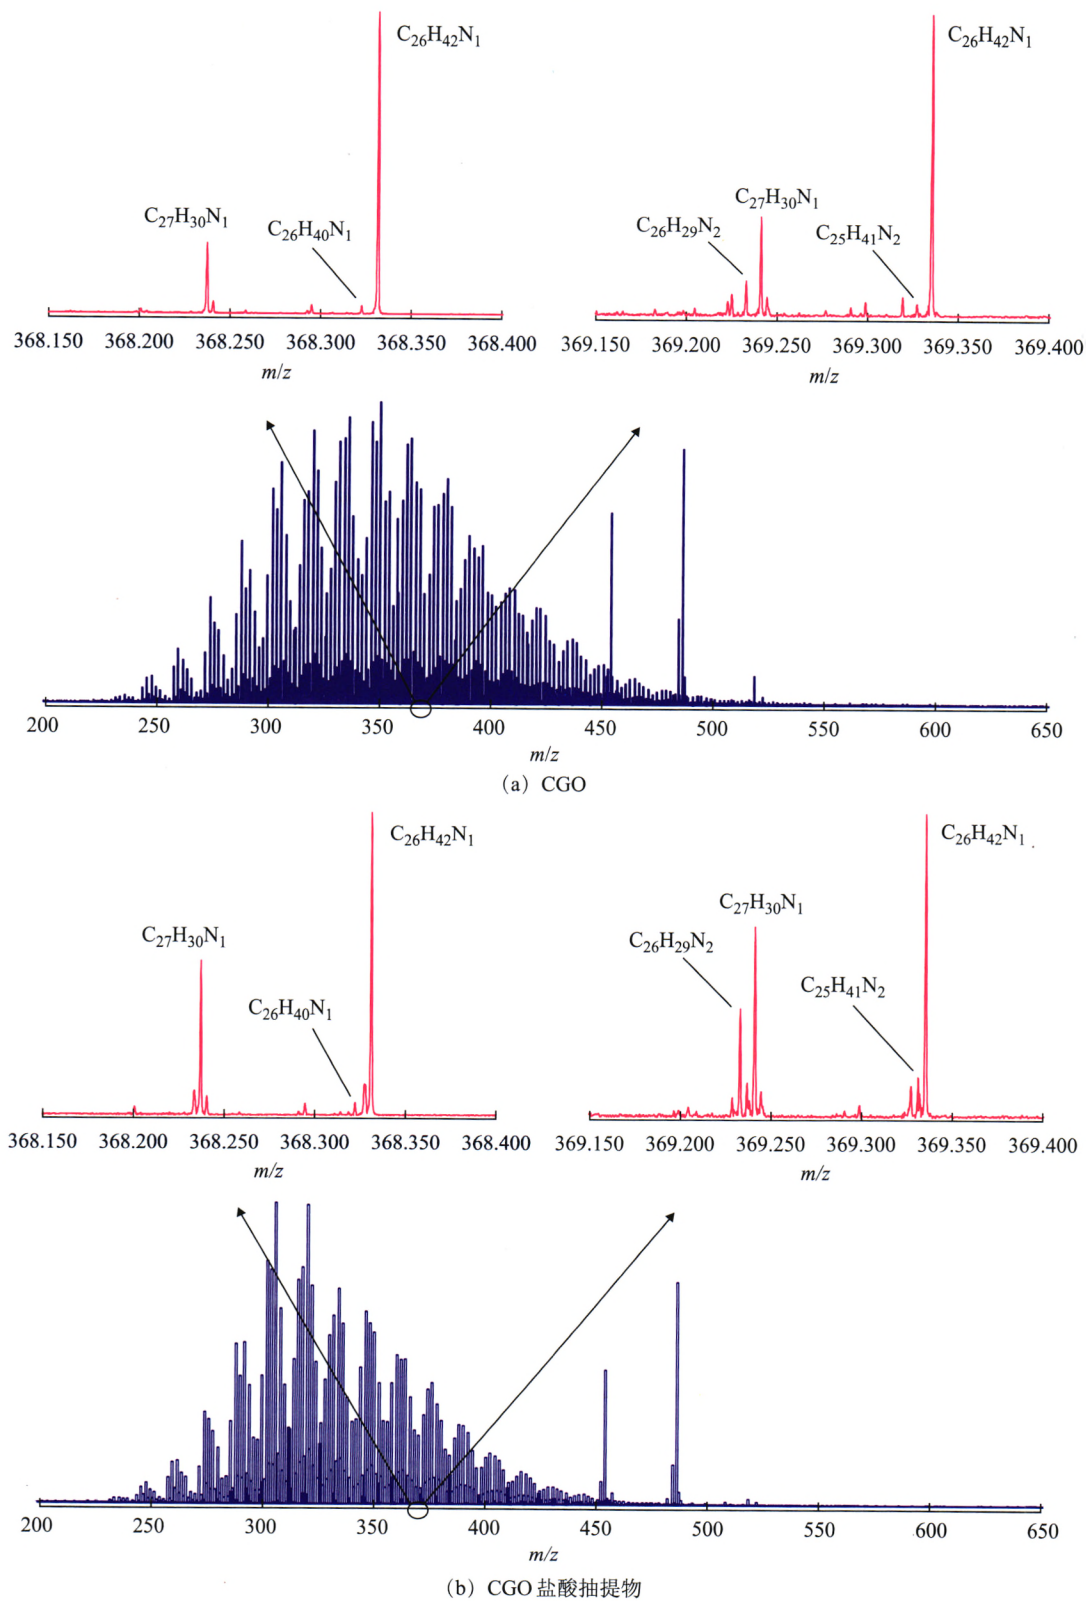 C₂₆H₄₂N₁
C₂₇H₃₀N₁
C₂₆H₄₀N₁
368.150 368.200 368.250 368.300 368.350 368.400
m/z
C₂₆H₄₂N₁
C₂₇H₃₀N₁
C₂₆H₂₉N₂
C₂₅H₄₁N₂
369.150 369.200 369.250 369.300 369.350 369.400
m/z
200 250 300 350 400 450 500 550 600 650
m/z
(a) CGO
C₂₆H₄₂N₁
C₂₇H₃₀N₁
C₂₆H₄₀N₁
368.150 368.200 368.250 368.300 368.350 368.400
m/z
C₂₆H₄₂N₁
C₂₇H₃₀N₁
C₂₆H₂₉N₂
C₂₅H₄₁N₂
369.150 369.200 369.250 369.300 369.350 369.400
m/z
200 250 300 350 400 450 500 550 600 650
m/z
(b) CGO 盐酸抽提物